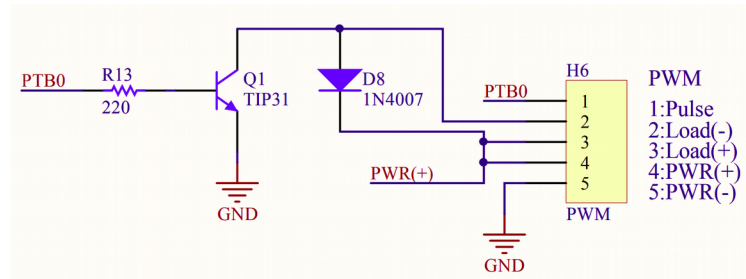 PTB0
R13
220
Q1
TIP31
GND
D8
1N4007
PWR(+)
H6
PTB0
1
2
3
4
5
PWM
GND
PWM
1:Pulse
2:Load(-)
3:Load(+)
4:PWR(+)
5:PWR(-)